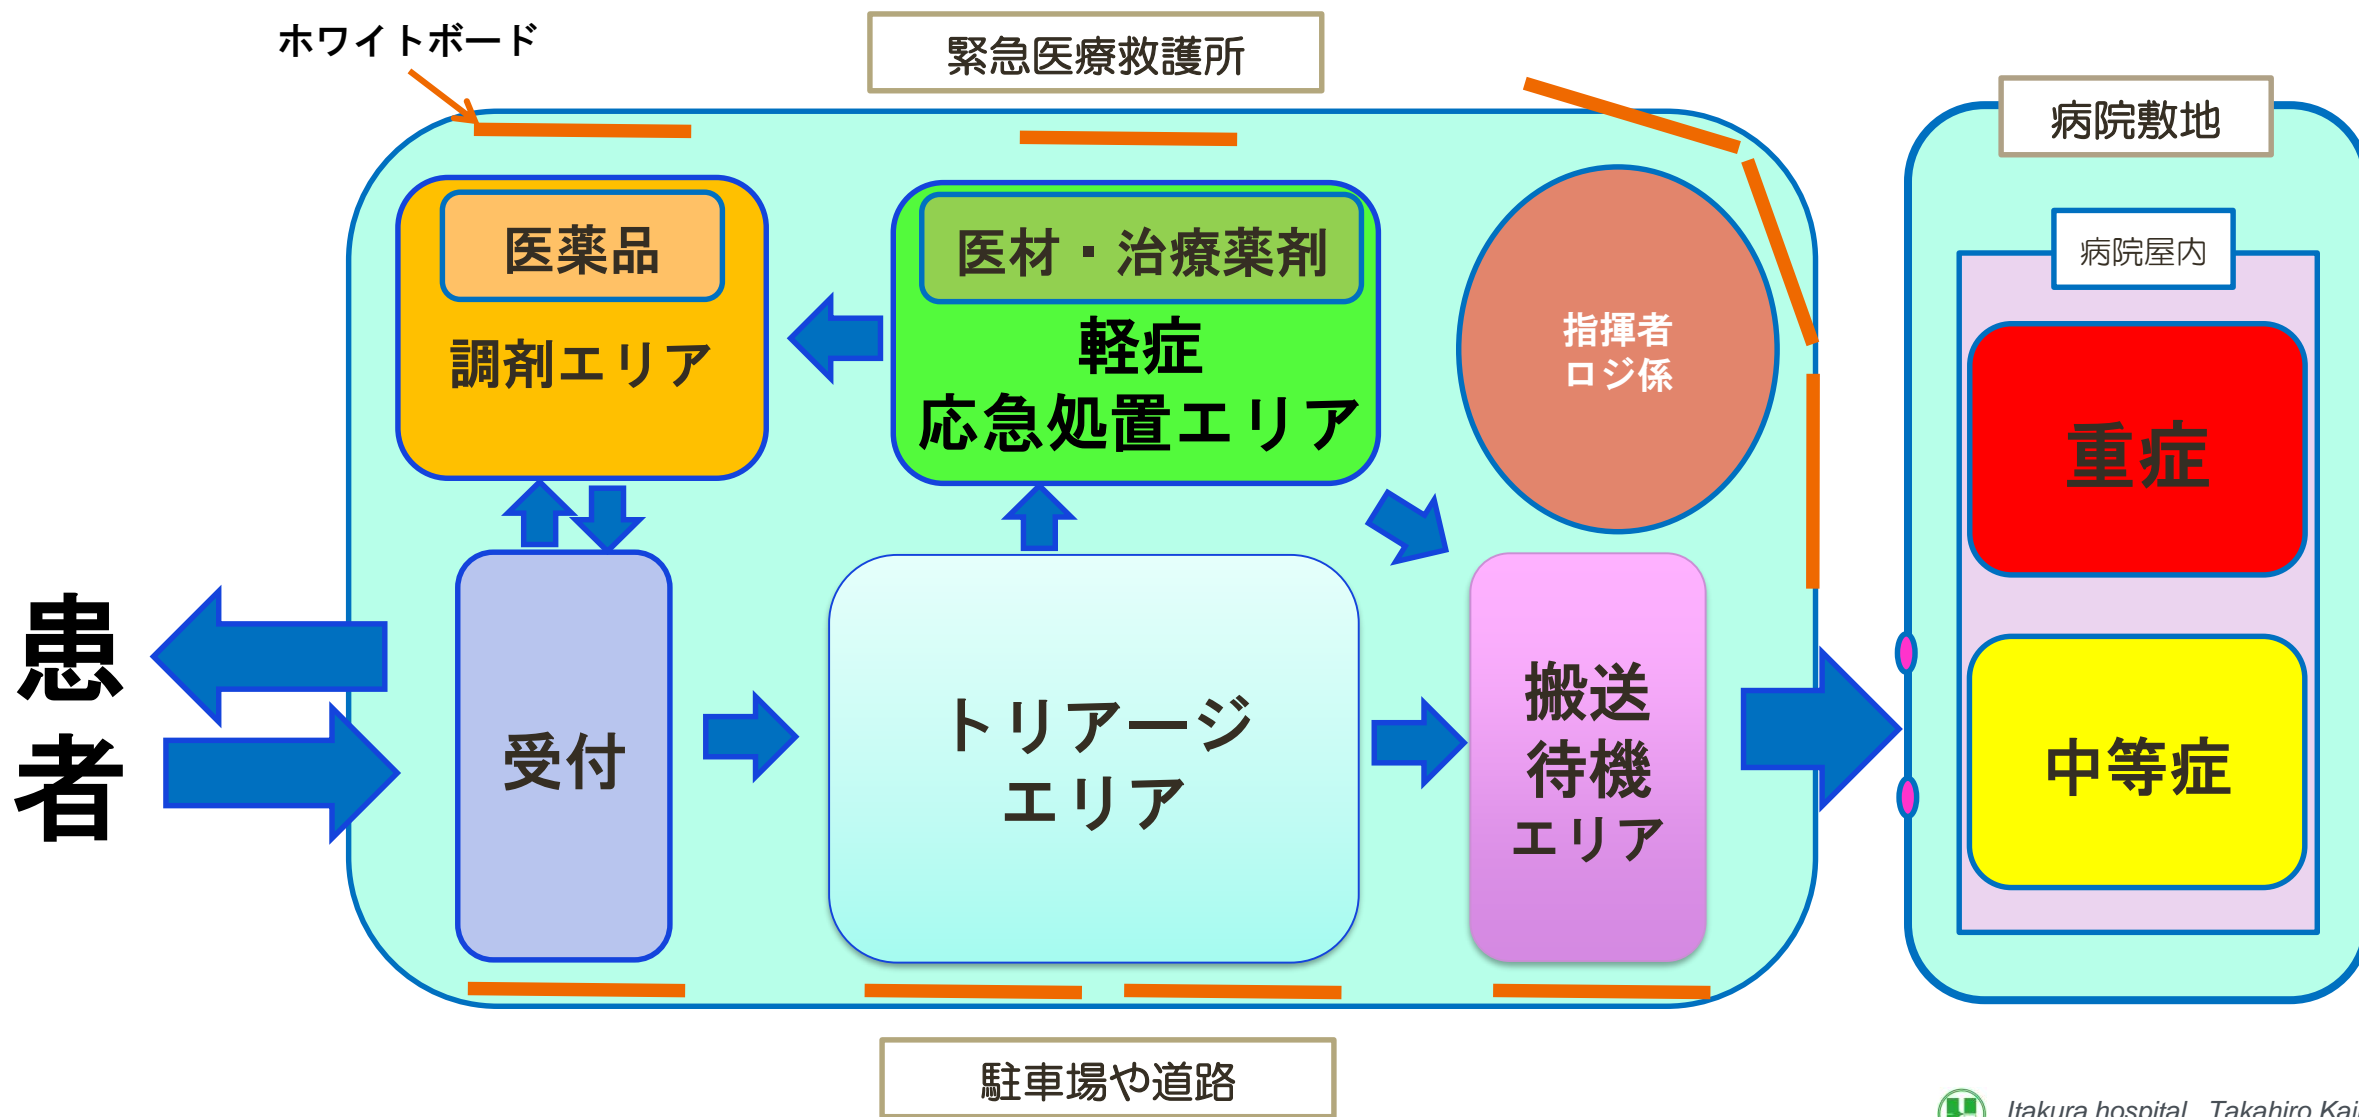 ホワイトボード
緊急医療救護所
病院敷地
医薬品
調剤エリア
医材・治療薬剤
軽症
応急処置エリア
指揮者
ロジ係
病院屋内
重症
中等症
患者
受付
トリアージ
エリア
搬送
待機
エリア
駐車場や道路
Itakura hospital Takahiro